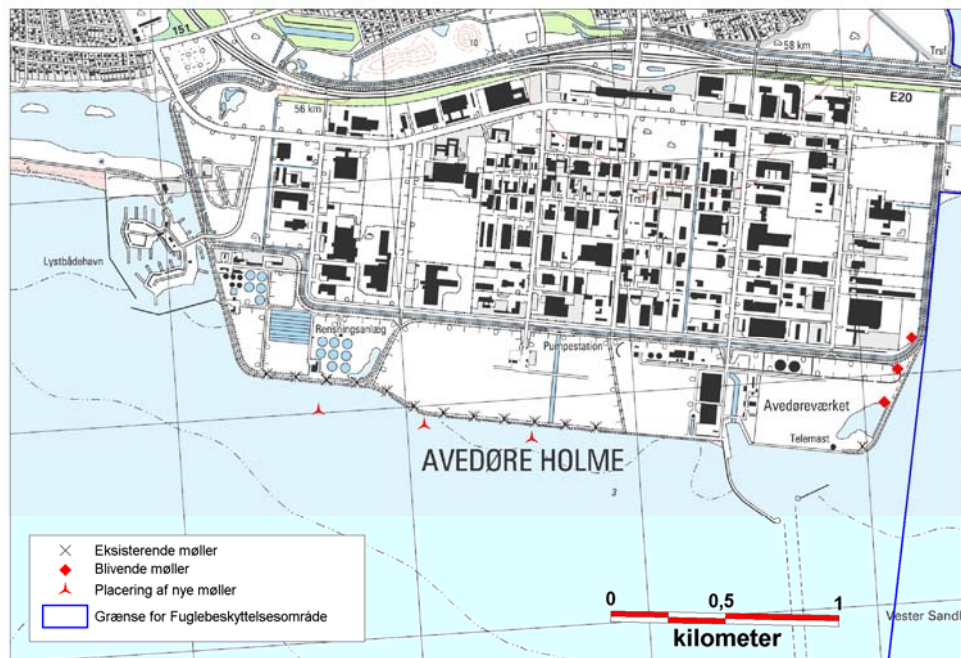 151
10
58 km
Trsf
E20
56 km
Trsf
Lystbådehavn
Rensningsanlæg
Pumpestation
Avedøreværket
Telemast
AVEDØRE HOLME
3
Eksisterende møller
Blivende møller
Placering af nye møller
Grænse for Fuglebeskyttelsesområde
0 0,5 1
kilometer
Vester Sandl